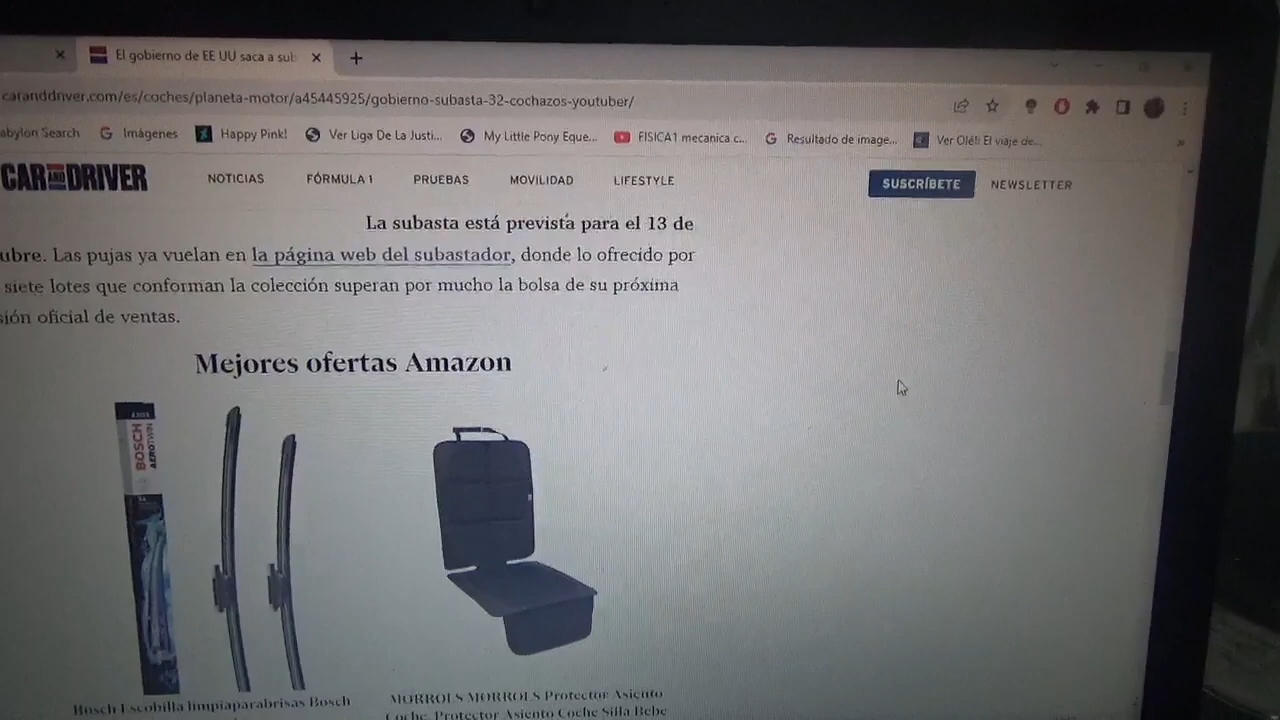 El gobierno de EE UU saca a sub
caranddriver.com/es/coches/planeta-motor/a45445925/gobierno-subasta-32-cochazos-youtuber/
abylon Search Imágenes Happy Pink! Ver Liga De La Justi... My Little Pony Eque... FISICA1 mecanica c... Resultado de image... Ver Olé!: El viaje de...
CAR AND DRIVER NOTICIAS FÓRMULA 1 PRUEBAS MOVILIDAD LIFESTYLE SUSCRÍBETE NEWSLETTER
La subasta está prevista para el 13 de
ubre. Las pujas ya vuelan en la página web del subastador, donde lo ofrecido por
siete lotes que conforman la colección superan por mucho la bolsa de su próxima
sión oficial de ventas.
Mejores ofertas Amazon
BOSCH
AEROTWIN
Bosch Escobilla limpiaparabrisas Bosch
MORROLS MORROLS Protector Asiento
Coche, Protector Asiento Coche Silla Bebe